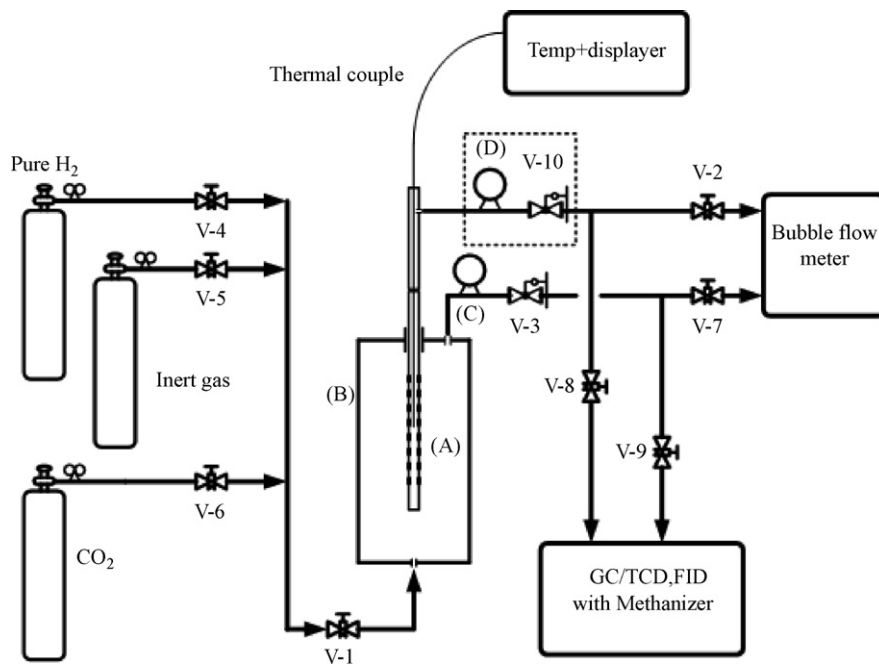 Temp+displayer
Thermal couple
Pure H₂
(D)
V-10
V-2
V-4
Bubble flow
meter
V-5
(C)
V-3
V-7
Inert gas
(B)
V-8
(A)
V-9
V-6
CO₂
GC/TCD,FID
with Methanizer
V-1